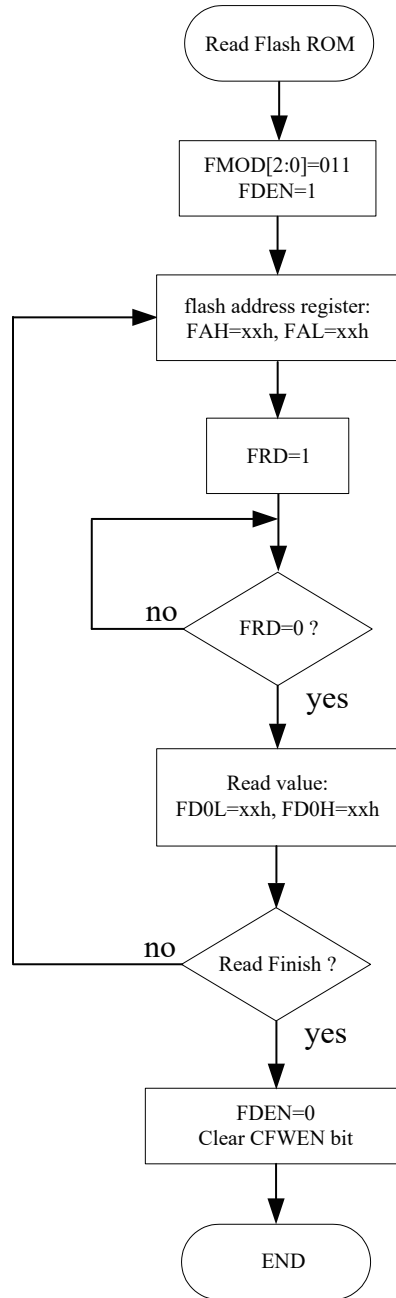 Read Flash ROM
FMOD[2:0]=011
FDEN=1
flash address register:
FAH=xxh, FAL=xxh
FRD=1
FRD=0 ?
no
yes
Read value:
FD0L=xxh, FD0H=xxh
Read Finish ?
no
yes
FDEN=0
Clear CFWEN bit
END